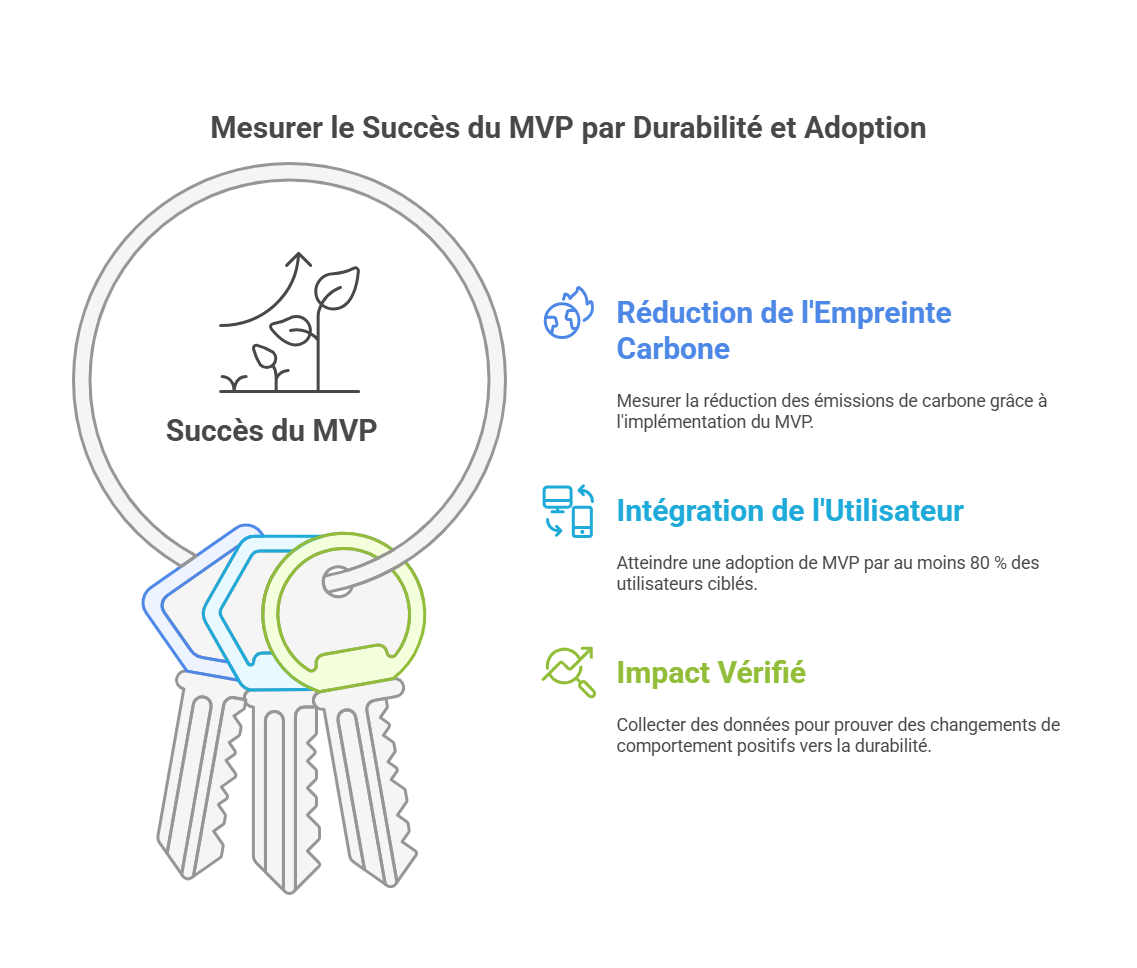 Mesurer le Succès du MVP par Durabilité et Adoption
Succès du MVP
Réduction de l'Empreinte
Carbone
Mesurer la réduction des émissions de carbone grâce à
l'implémentation du MVP.
Intégration de l'Utilisateur
Atteindre une adoption de MVP par au moins 80 % des
utilisateurs ciblés.
Impact Vérifié
Collecter des données pour prouver des changements de
comportement positifs vers la durabilité.